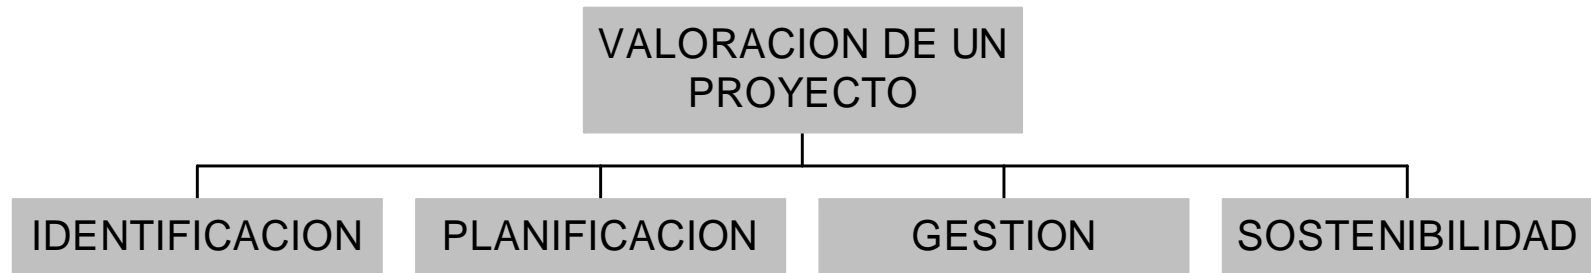 VALORACION DE UN
PROYECTO
IDENTIFICACION
PLANIFICACION
GESTION
SOSTENIBILIDAD